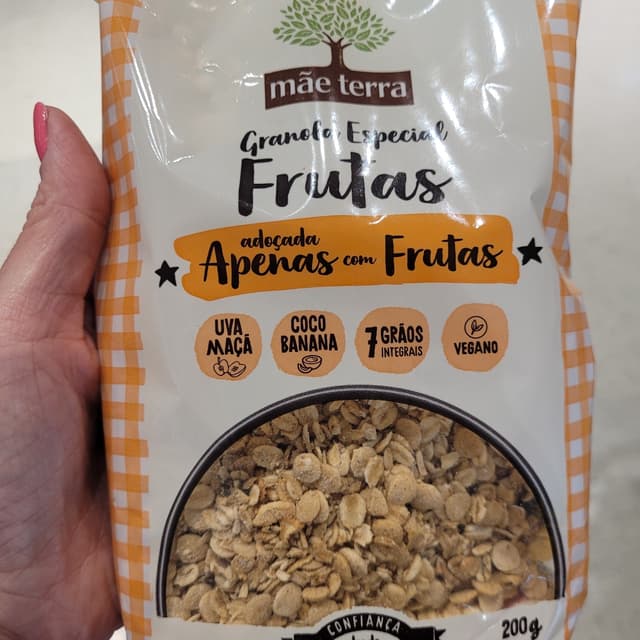 mãe terra
Granola Especial
Frutas
adoçada
Apenas com Frutas
UVA
MAÇÃ
COCO
BANANA
7 GRÃOS
INTEGRAIS
VEGANO
CONFIANÇA
200g